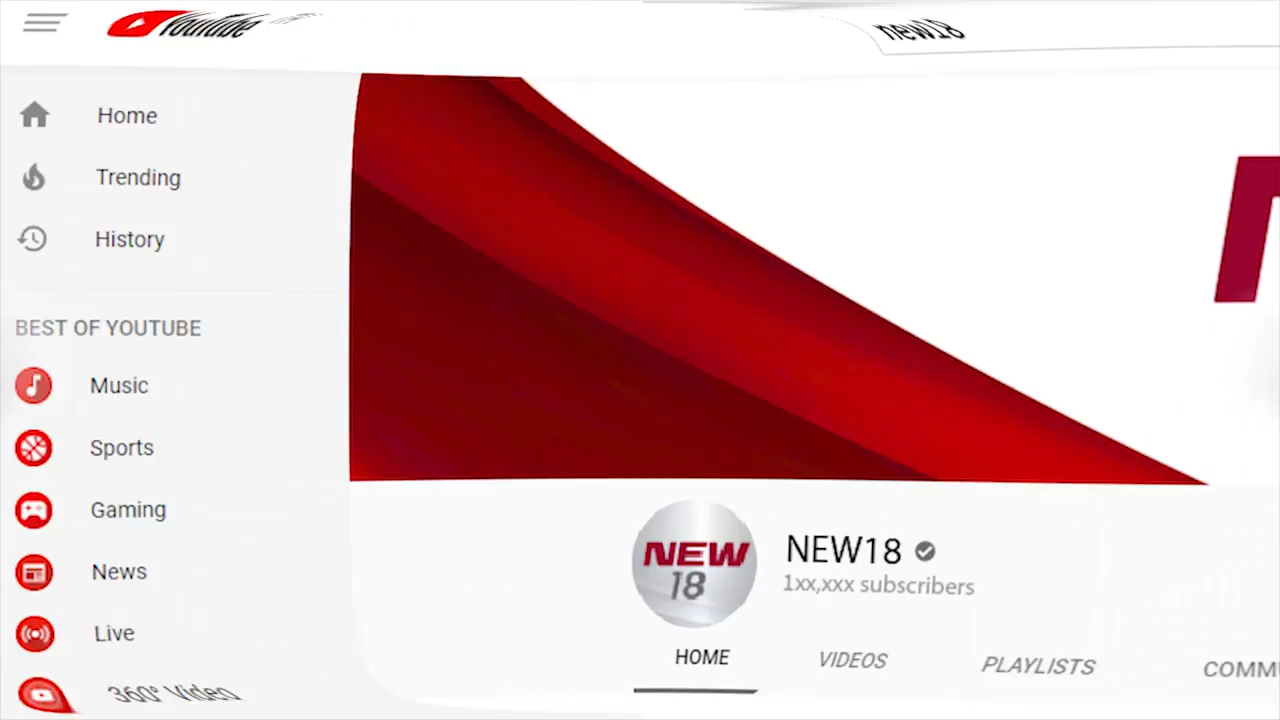 YouTube
new18
Home
Trending
History
BEST OF YOUTUBE
Music
Sports
Gaming
News
Live
360° Video
NEW
18
NEW18
1xx,xxx subscribers
HOME
VIDEOS
PLAYLISTS